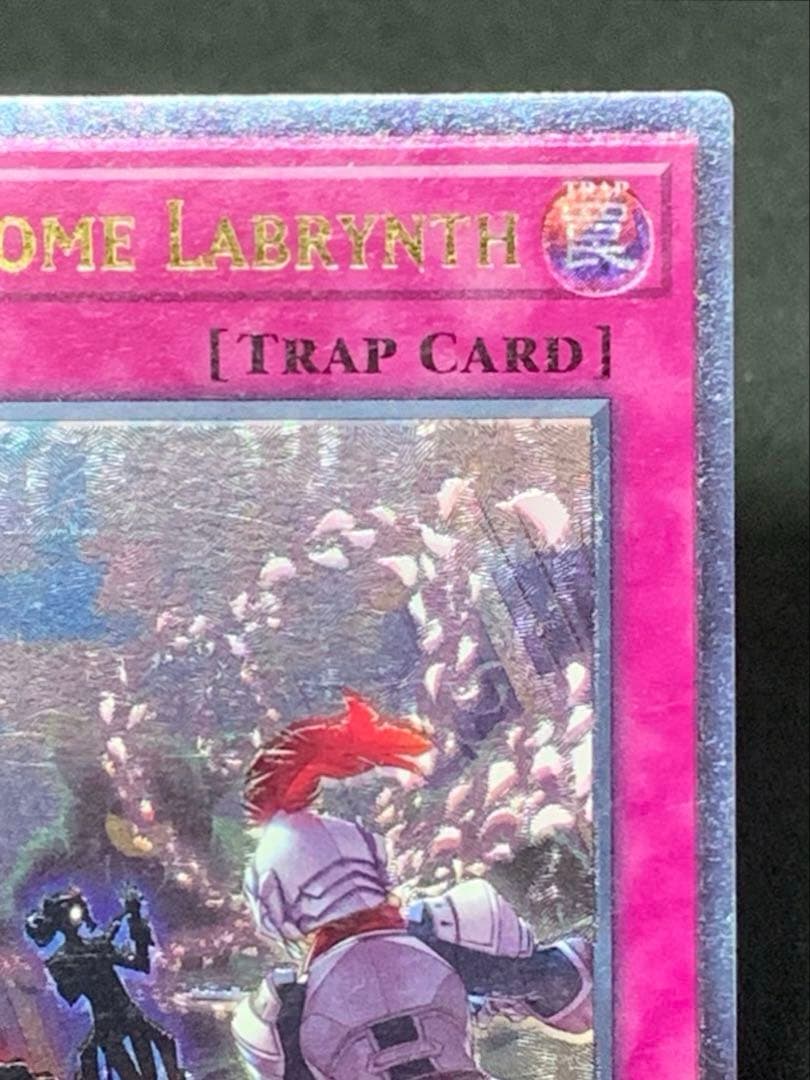 OME LABRYNTH
TRAP
罠
[TRAP CARD]